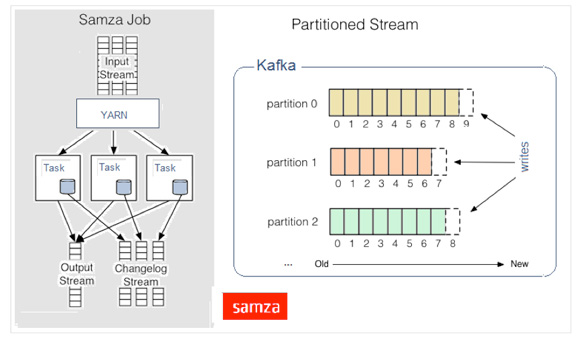 Samza Job
Input
Stream
YARN
Task
Task
Task
Output
Stream
Changelog
Stream
Partitioned Stream
Kafka
partition 0
0 1 2 3 4 5 6 7 8 9
partition 1
0 1 2 3 4 5 6 7
partition 2
0 1 2 3 4 5 6 7 8
writes
... Old New
samza